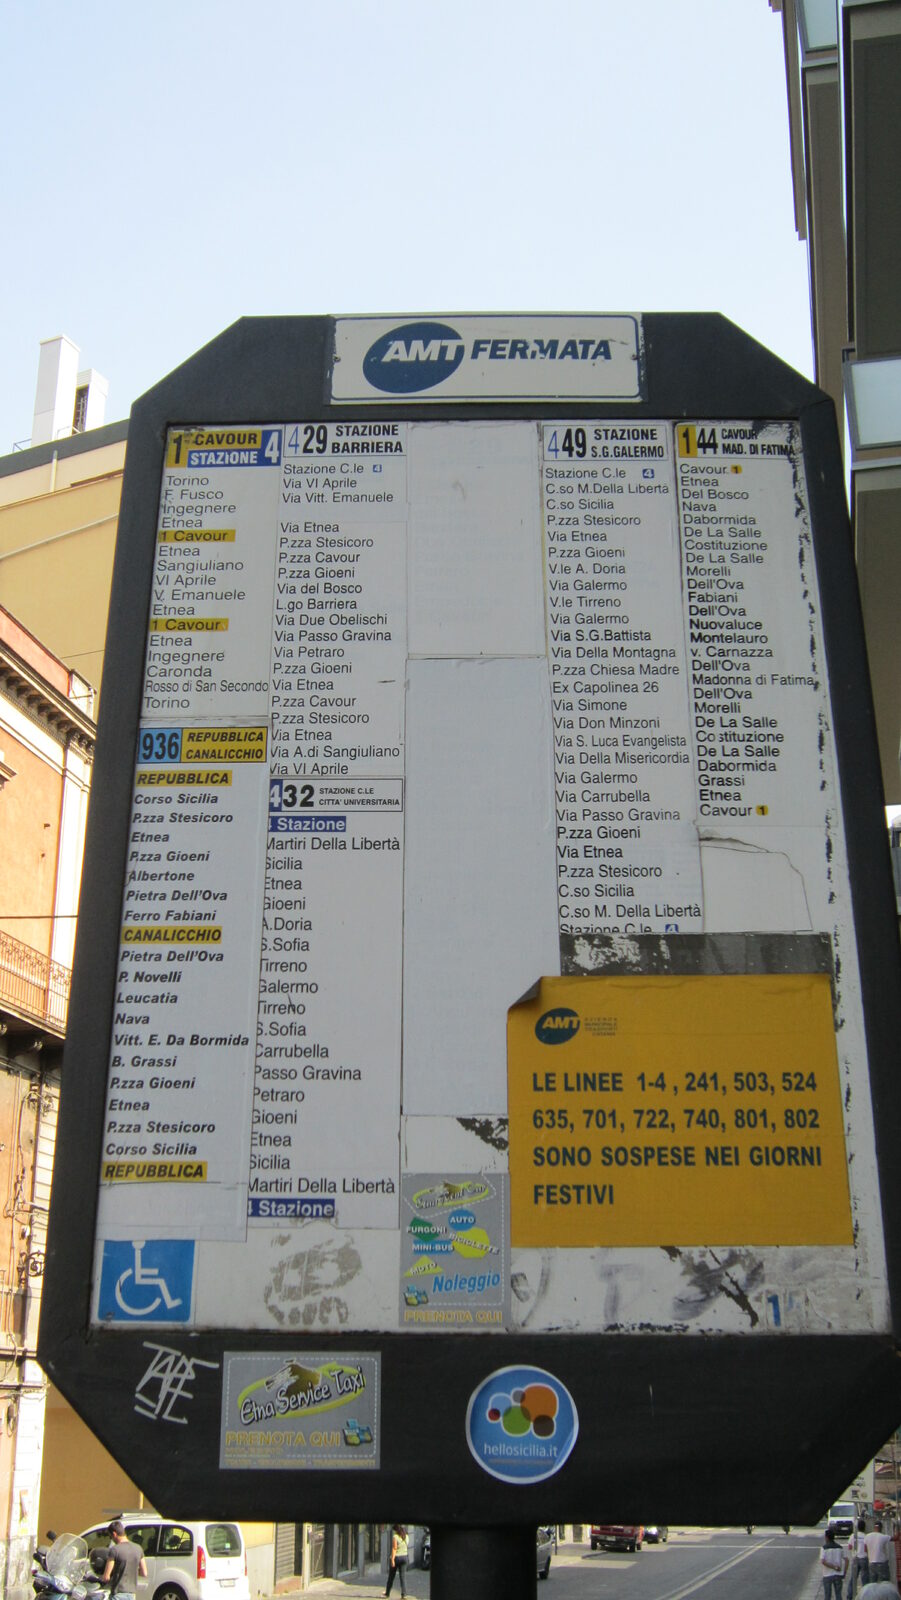 AMT FERMATA
1 CAVOUR
STAZIONE 4
Torino
F. Fusco
Ingegnere
Etnea
1 Cavour
Etnea
Sangiuliano
VI Aprile
V. Emanuele
Etnea
1 Cavour
Etnea
Ingegnere
Caronda
Rosso di San Secondo
Torino
936 REPUBBLICA
CANALICCHIO
REPUBBLICA
Corso Sicilia
P.zza Stesicoro
Etnea
P.zza Gioeni
Albertone
Pietra Dell'Ova
Ferro Fabiani
CANALICCHIO
Pietra Dell'Ova
P. Novelli
Leucatia
Nava
Vitt. E. Da Bormida
B. Grassi
P.zza Gioeni
Etnea
P.zza Stesicoro
Corso Sicilia
REPUBBLICA
429 STAZIONE
BARRIERA
Stazione C.le 4
Via VI Aprile
Via Vitt. Emanuele
Via Etnea
P.zza Stesicoro
P.zza Cavour
P.zza Gioeni
Via del Bosco
L.go Barriera
Via Due Obelischi
Via Passo Gravina
Via Petraro
P.zza Gioeni
Via Etnea
P.zza Cavour
P.zza Stesicoro
Via Etnea
Via A.di Sangiuliano
Via VI Aprile
432 STAZIONE C.LE
CITTA' UNIVERSITARIA
4 Stazione
Martiri Della Libertà
Sicilia
Etnea
Gioeni
A.Doria
S.Sofia
Tirreno
Galermo
Tirreno
S.Sofia
Carrubella
Passo Gravina
Petraro
Gioeni
Etnea
Sicilia
Martiri Della Libertà
4 Stazione
449 STAZIONE
S.G.GALERMO
Stazione C.le 4
C.so M.Della Libertà
C.so Sicilia
P.zza Stesicoro
Via Etnea
P.zza Gioeni
V.le A. Doria
Via Galermo
V.le Tirreno
Via Galermo
Via S.G.Battista
Via Della Montagna
P.zza Chiesa Madre
Ex Capolinea 26
Via Simone
Via Don Minzoni
Via S. Luca Evangelista
Via Della Misericordia
Via Galermo
Via Carrubella
Via Passo Gravina
P.zza Gioeni
Via Etnea
P.zza Stesicoro
C.so Sicilia
C.so M. Della Libertà
Stazione C.le 4
144 CAVOUR
MAD. DI FATIMA
Cavour 1
Etnea
Del Bosco
Nava
Dabormida
De La Salle
Costituzione
De La Salle
Morelli
Dell'Ova
Fabiani
Dell'Ova
Nuovaluce
Montelauro
v. Carnazza
Dell'Ova
Madonna di Fatima
Dell'Ova
Morelli
De La Salle
Costituzione
De La Salle
Dabormida
Grassi
Etnea
Cavour 1
AMT AZIENDA
MUNICIPALE
TRASPORTI
CATANIA
LE LINEE 1-4 , 241, 503, 524
635, 701, 722, 740, 801, 802
SONO SOSPESE NEI GIORNI
FESTIVI
AUTO
FURGONI
BICICLETTE
MINI-BUS
MOTO
Noleggio
PRENOTA QUI
1
TAPE
Etna Service Taxi
PRENOTA QUI
hellosicilia.it